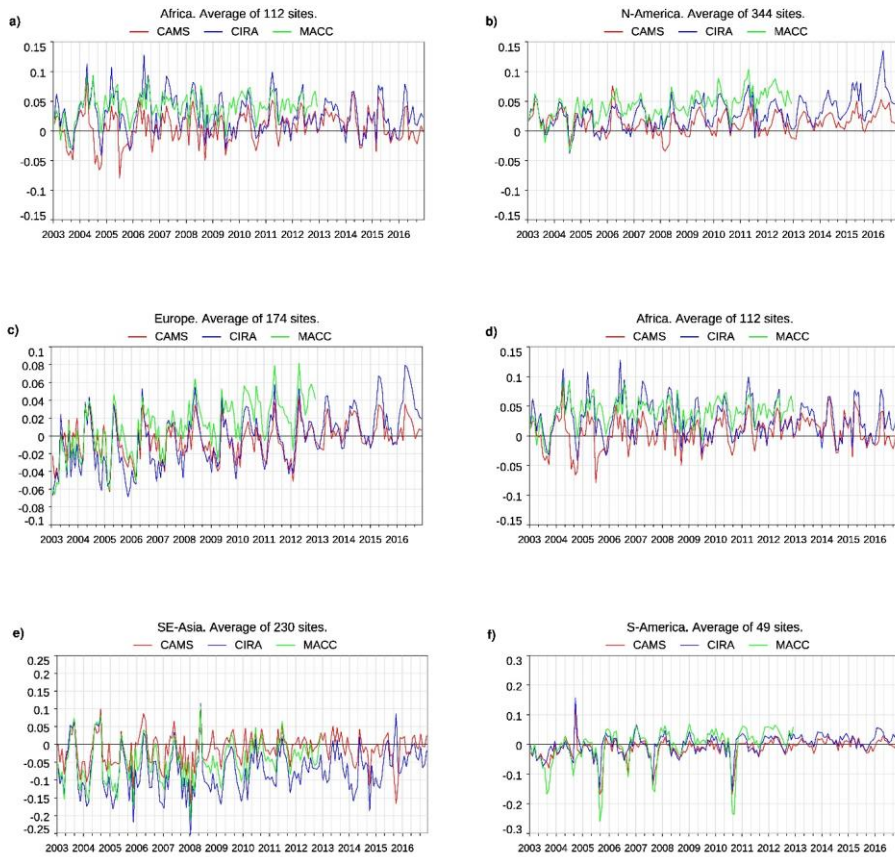 a)
Africa. Average of 112 sites.
CAMS CIRA MACC
0.15
0.1
0.05
0
-0.05
-0.1
-0.15
2003 2004 2005 2006 2007 2008 2009 2010 2011 2012 2013 2014 2015 2016
b)
N-America. Average of 344 sites.
CAMS CIRA MACC
0.15
0.1
0.05
0
-0.05
-0.1
-0.15
2003 2004 2005 2006 2007 2008 2009 2010 2011 2012 2013 2014 2015 2016
c)
Europe. Average of 174 sites.
CAMS CIRA MACC
0.1
0.08
0.06
0.04
0.02
0
-0.02
-0.04
-0.06
-0.08
-0.1
2003 2004 2005 2006 2007 2008 2009 2010 2011 2012 2013 2014 2015 2016
d)
Africa. Average of 112 sites.
CAMS CIRA MACC
0.15
0.1
0.05
0
-0.05
-0.1
-0.15
2003 2004 2005 2006 2007 2008 2009 2010 2011 2012 2013 2014 2015 2016
e)
SE-Asia. Average of 230 sites.
CAMS CIRA MACC
0.25
0.2
0.15
0.1
0.05
0
-0.05
-0.1
-0.15
-0.2
-0.25
2003 2004 2005 2006 2007 2008 2009 2010 2011 2012 2013 2014 2015 2016
f)
S-America. Average of 49 sites.
CAMS CIRA MACC
0.3
0.2
0.1
0
-0.1
-0.2
-0.3
2003 2004 2005 2006 2007 2008 2009 2010 2011 2012 2013 2014 2015 2016